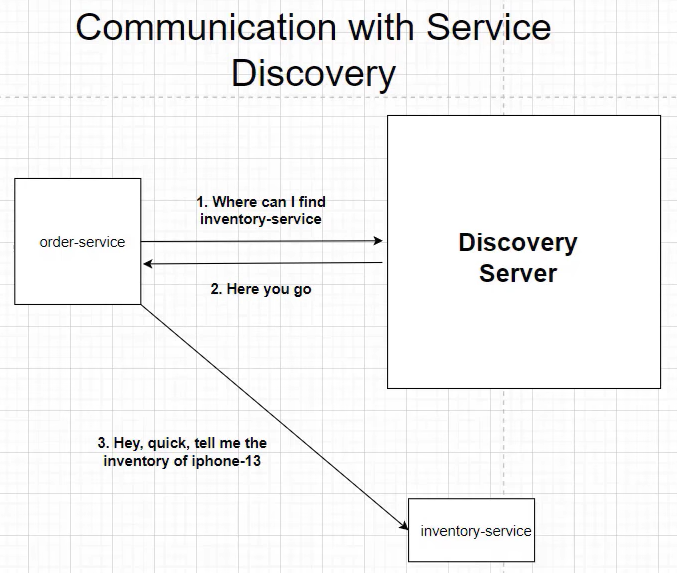 Communication with Service
Discovery
1. Where can I find
inventory-service
order-service
Discovery
Server
2. Here you go
3. Hey, quick, tell me the
inventory of iphone-13
inventory-service